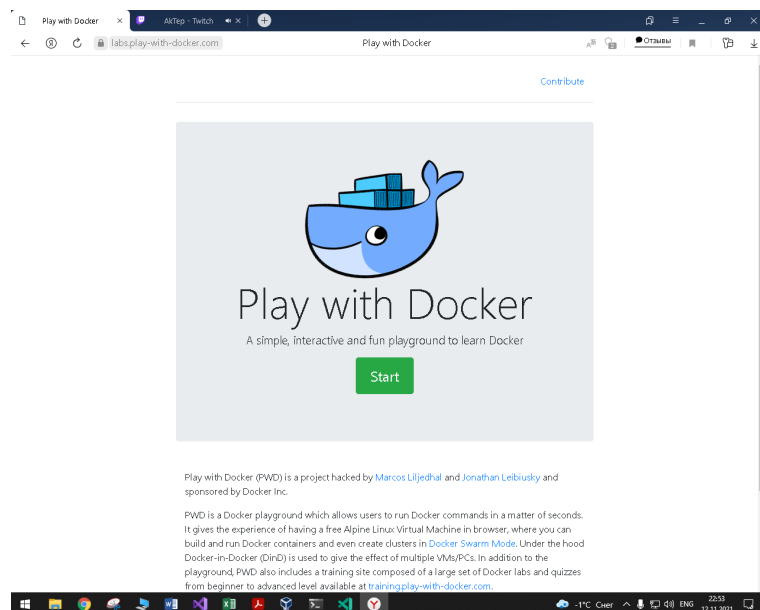 Play with Docker
AkTep - Twitch
labs.play-with-docker.com
Play with Docker
Отзывы
Contribute
Play with Docker
A simple, interactive and fun playground to learn Docker
Start
Play with Docker (PWD) is a project hacked by Marcos Liljedhal and Jonathan Leibiusky and
sponsored by Docker Inc.
PWD is a Docker playground which allows users to run Docker commands in a matter of seconds.
It gives the experience of having a free Alpine Linux Virtual Machine in browser, where you can
build and run Docker containers and even create clusters in Docker Swarm Mode. Under the hood
Docker-in-Docker (DinD) is used to give the effect of multiple VMs/PCs. In addition to the
playground, PWD also includes a training site composed of a large set of Docker labs and quizzes
from beginner to advanced level available at training.play-with-docker.com.
-1°C Снег
ENG
22:53
12.11.2021